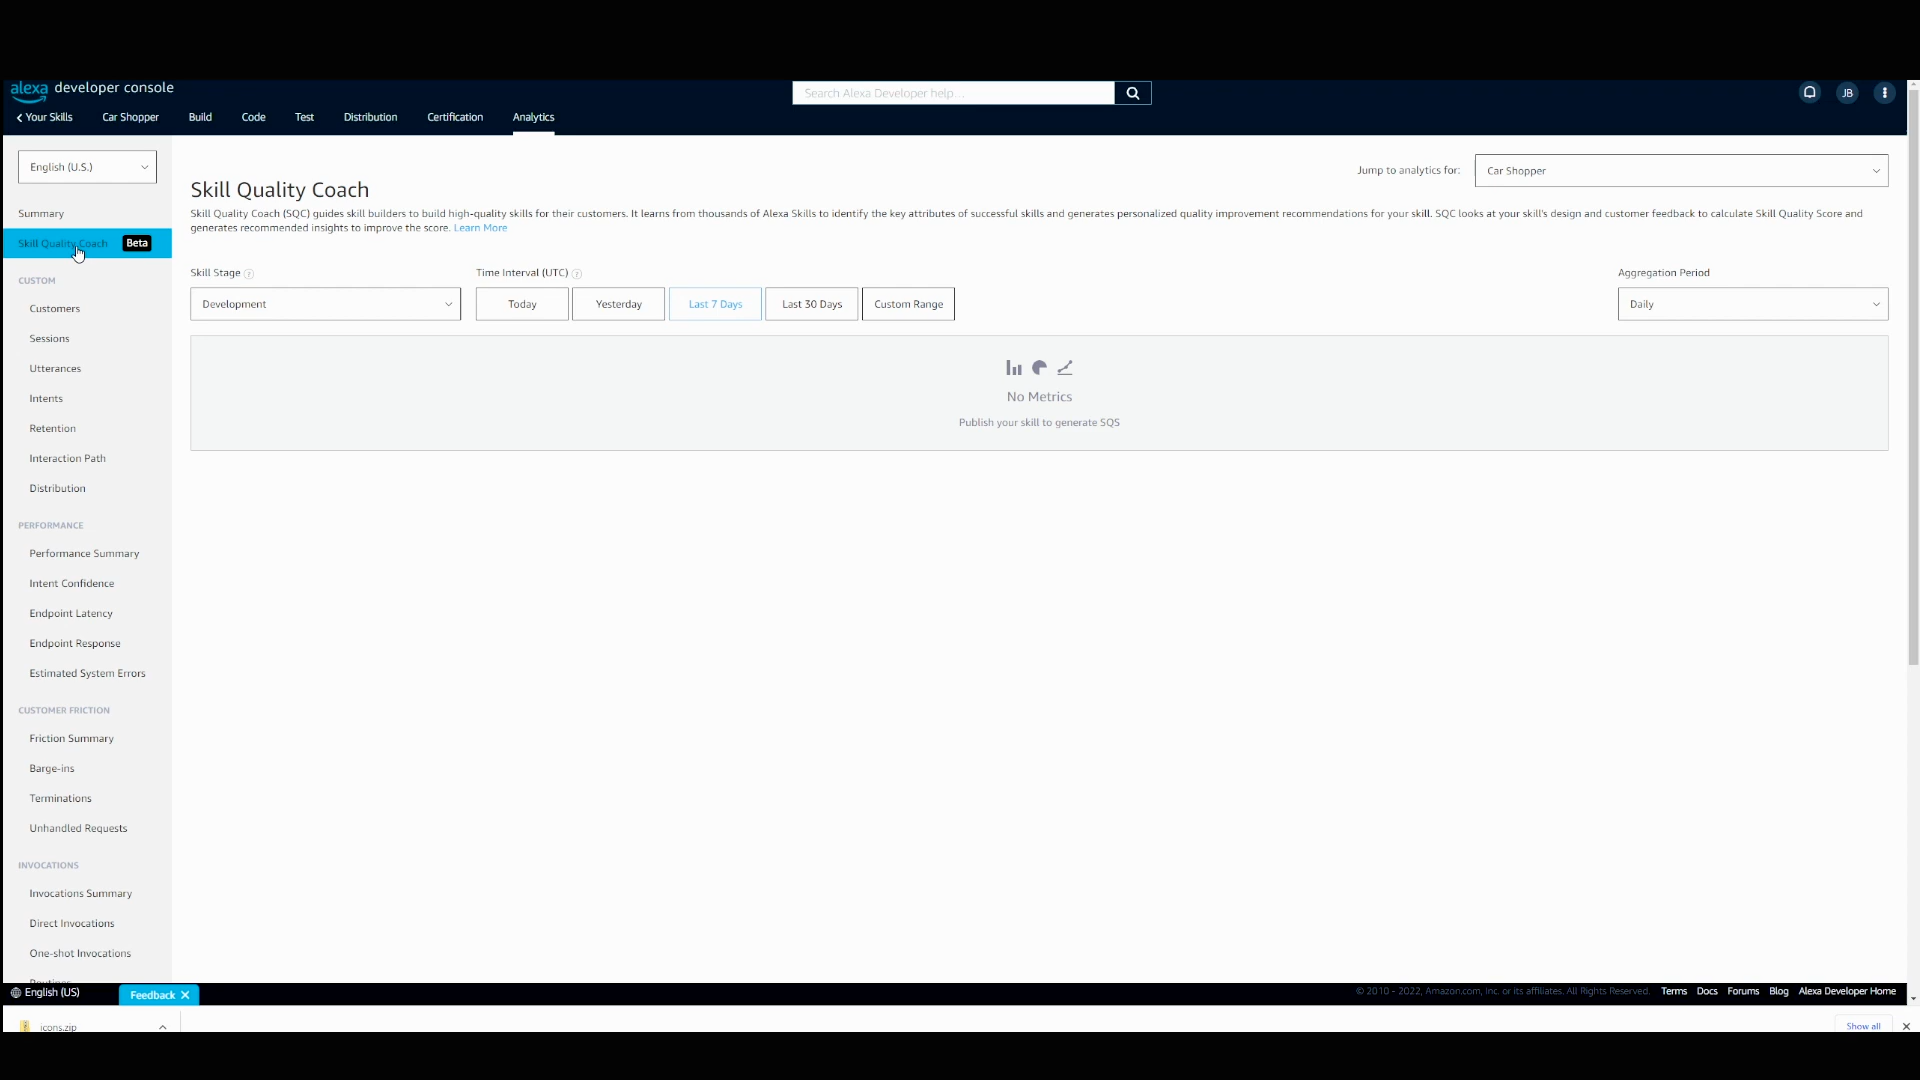 alexa developer console
Search Alexa Developer help...
JB
Your Skills Car Shopper Build Code Test Distribution Certification Analytics
English (U.S.)
Summary
Skill Quality Coach Beta
CUSTOM
Customers
Sessions
Utterances
Intents
Retention
Interaction Path
Distribution
PERFORMANCE
Performance Summary
Intent Confidence
Endpoint Latency
Endpoint Response
Estimated System Errors
CUSTOMER FRICTION
Friction Summary
Barge-ins
Terminations
Unhandled Requests
INVOCATIONS
Invocations Summary
Direct Invocations
One-shot Invocations
Routines
Jump to analytics for: Car Shopper
Skill Quality Coach
Skill Quality Coach (SQC) guides skill builders to build high-quality skills for their customers. It learns from thousands of Alexa Skills to identify the key attributes of successful skills and generates personalized quality improvement recommendations for your skill. SQC looks at your skill's design and customer feedback to calculate Skill Quality Score and
generates recommended insights to improve the score. Learn More
Skill Stage Time Interval (UTC) Aggregation Period
Development Today Yesterday Last 7 Days Last 30 Days Custom Range Daily
No Metrics
Publish your skill to generate SQS
English (US) Feedback
© 2010 - 2022, Amazon.com, Inc. or its affiliates. All Rights Reserved. Terms Docs Forums Blog Alexa Developer Home
icons.zip Show all